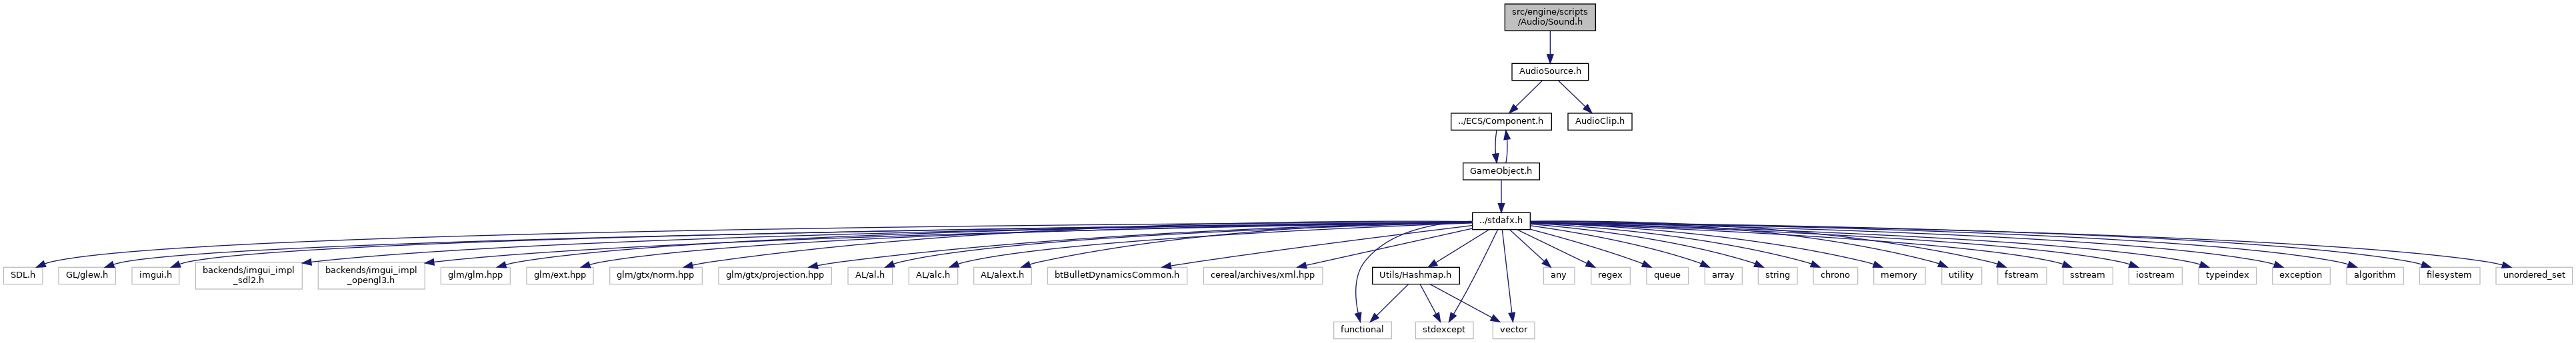 src/engine/scripts
/Audio/Sound.h
AudioSource.h
../ECS/Component.h
AudioClip.h
GameObject.h
../stdafx.h
SDL.h
GL/glew.h
imgui.h
backends/imgui_impl
_sdl2.h
backends/imgui_impl
_opengl3.h
glm/glm.hpp
glm/ext.hpp
glm/gtx/norm.hpp
glm/gtx/projection.hpp
AL/al.h
AL/alc.h
AL/alext.h
btBulletDynamicsCommon.h
cereal/archives/xml.hpp
Utils/Hashmap.h
any
regex
queue
array
string
chrono
memory
utility
fstream
sstream
iostream
typeindex
exception
algorithm
filesystem
unordered_set
functional
stdexcept
vector